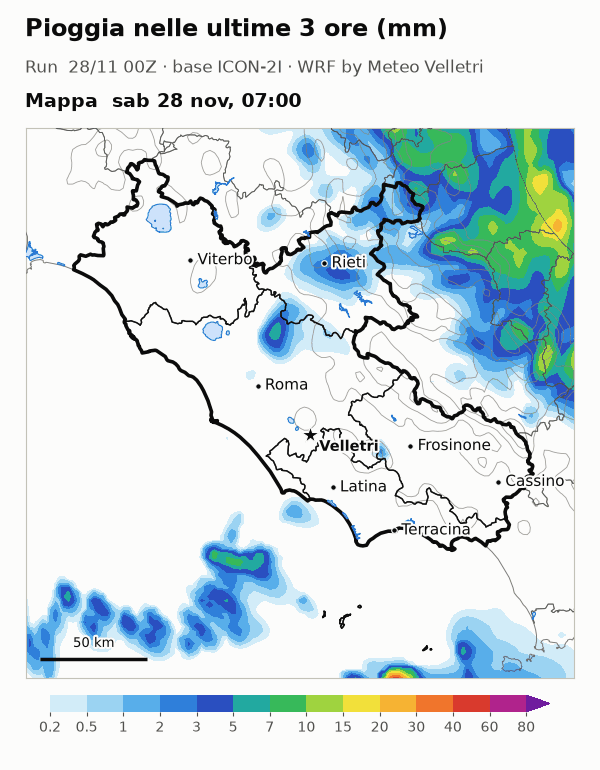 Pioggia nelle ultime 3 ore (mm)
Run  28/11 00Z · base ICON-2I · WRF by Meteo Velletri
Mappa  sab 28 nov, 07:00
Viterbo
Rieti
Roma
Velletri
Frosinone
Cassino
Latina
Terracina
50 km
0.2 0.5 1 2 3 5 7 10 15 20 30 40 60 80